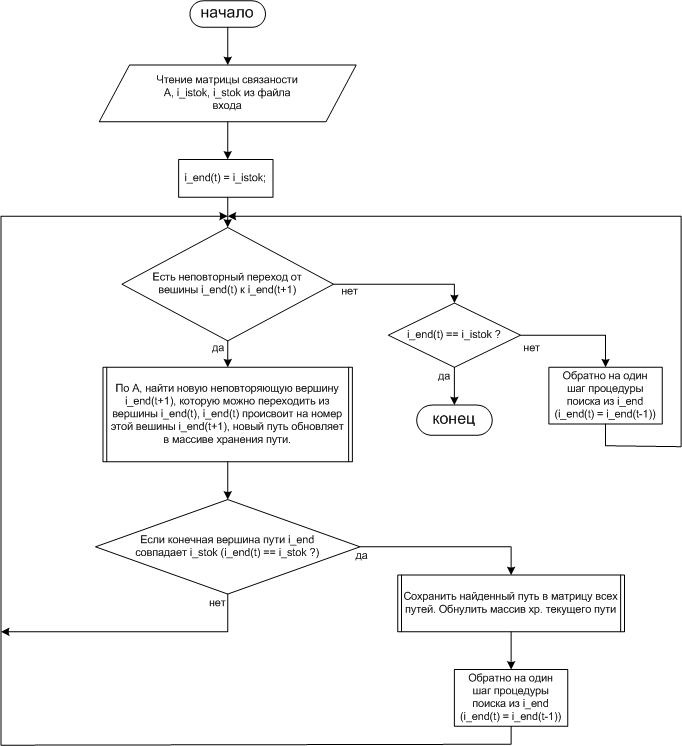 начало
Чтение матрицы связаности
A, i_istok, i_stok из файла
входа
i_end(t) = i_istok;
Есть неповторный переход от
вешины i_end(t) к i_end(t+1)
нет
да
i_end(t) == i_istok ?
нет
да
Обратно на один
шаг процедуры
поиска из i_end
(i_end(t) = i_end(t-1))
конец
По А, найти новую неповторяющую вершину
i_end(t+1), которую можно переходить из
вершины i_end(t), i_end(t) происвоит на номер
этой вешины i_end(t+1), новый путь обновляет
в массиве хранения пути.
Если конечная вершина пути i_end
совпадает i_stok (i_end(t) == i_stok ?)
да
нет
Сохранить найденный путь в матрицу всех
путей. Обнулить массив хр. текущего пути
Обратно на один
шаг процедуры
поиска из i_end
(i_end(t) = i_end(t-1))